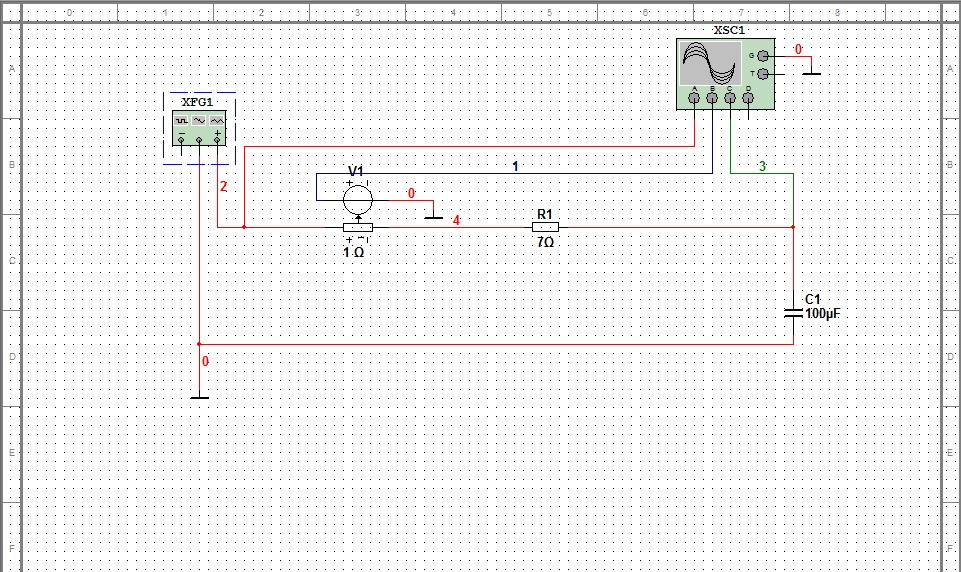 0 1 2 3 4 5 6 7 8
XSC1
G
T
A B C D
0
A
A
XFG1
B
B
2
1
3
V1
0
4
R1
7Ω
1 Ω
C
C
C1
100µF
0
D
D
E
E
F
F